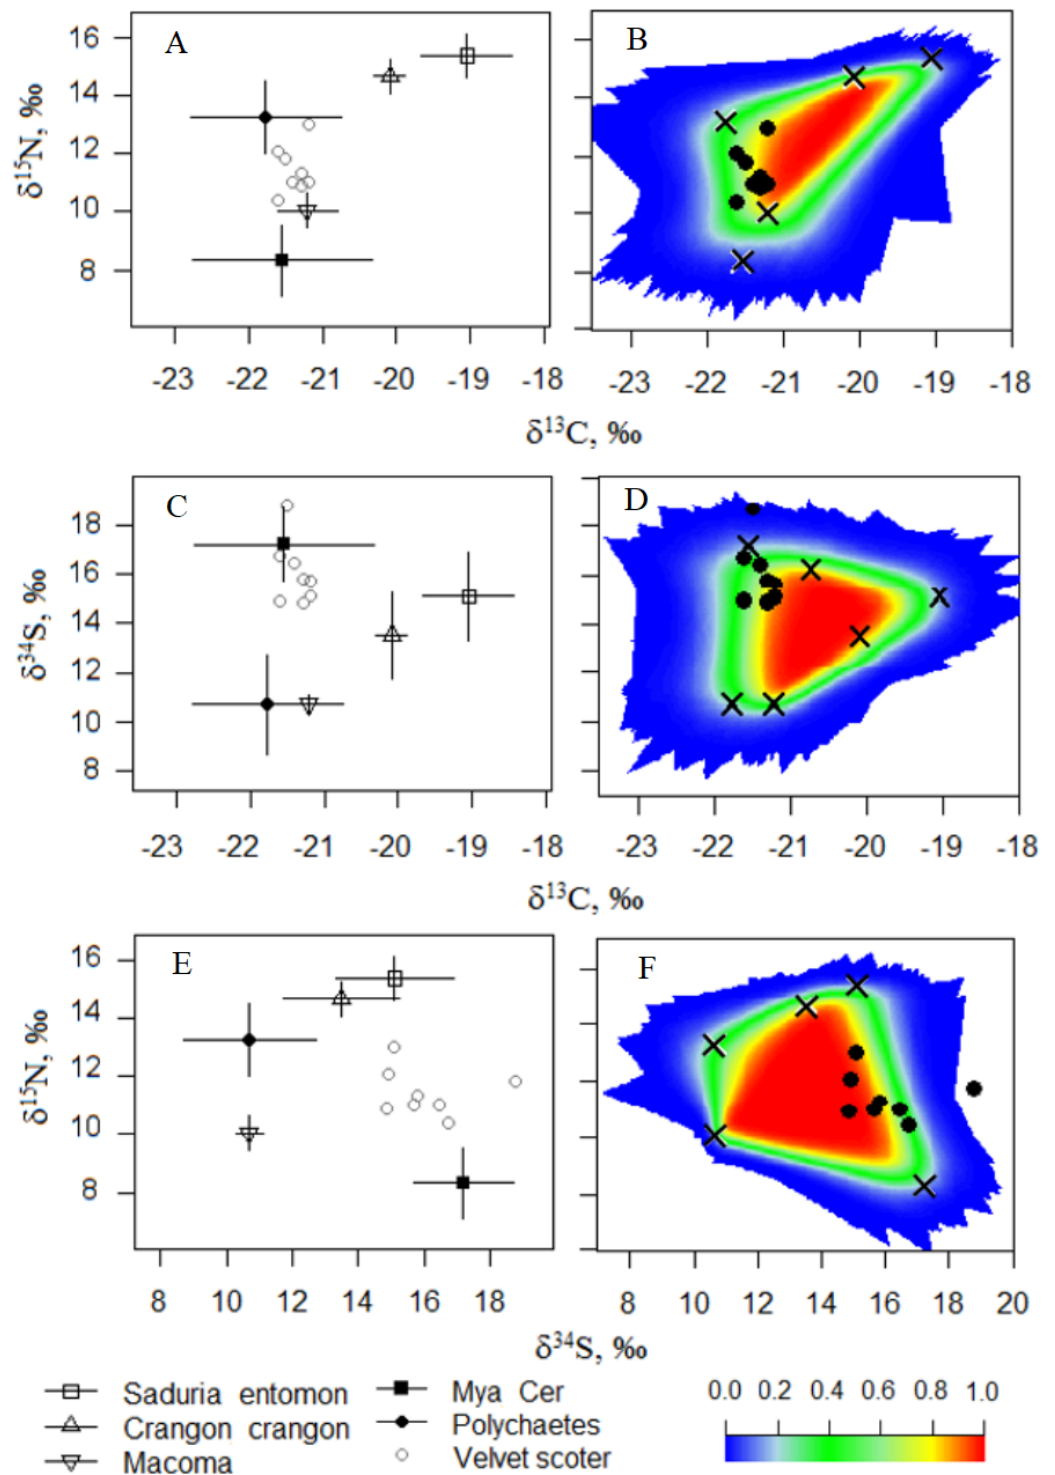 A
B
16
14
12
10
8
δ15N, ‰
-23 -22 -21 -20 -19 -18
-23 -22 -21 -20 -19 -18
δ13C, ‰
C
D
18
16
14
12
10
8
δ34S, ‰
-23 -22 -21 -20 -19 -18
-23 -22 -21 -20 -19 -18
δ13C, ‰
E
F
16
14
12
10
8
δ15N, ‰
8 10 12 14 16 18
8 10 12 14 16 18 20
δ34S, ‰
Saduria entomon
Crangon crangon
Macoma
Mya Cer
Polychaetes
Velvet scoter
0.0 0.2 0.4 0.6 0.8 1.0